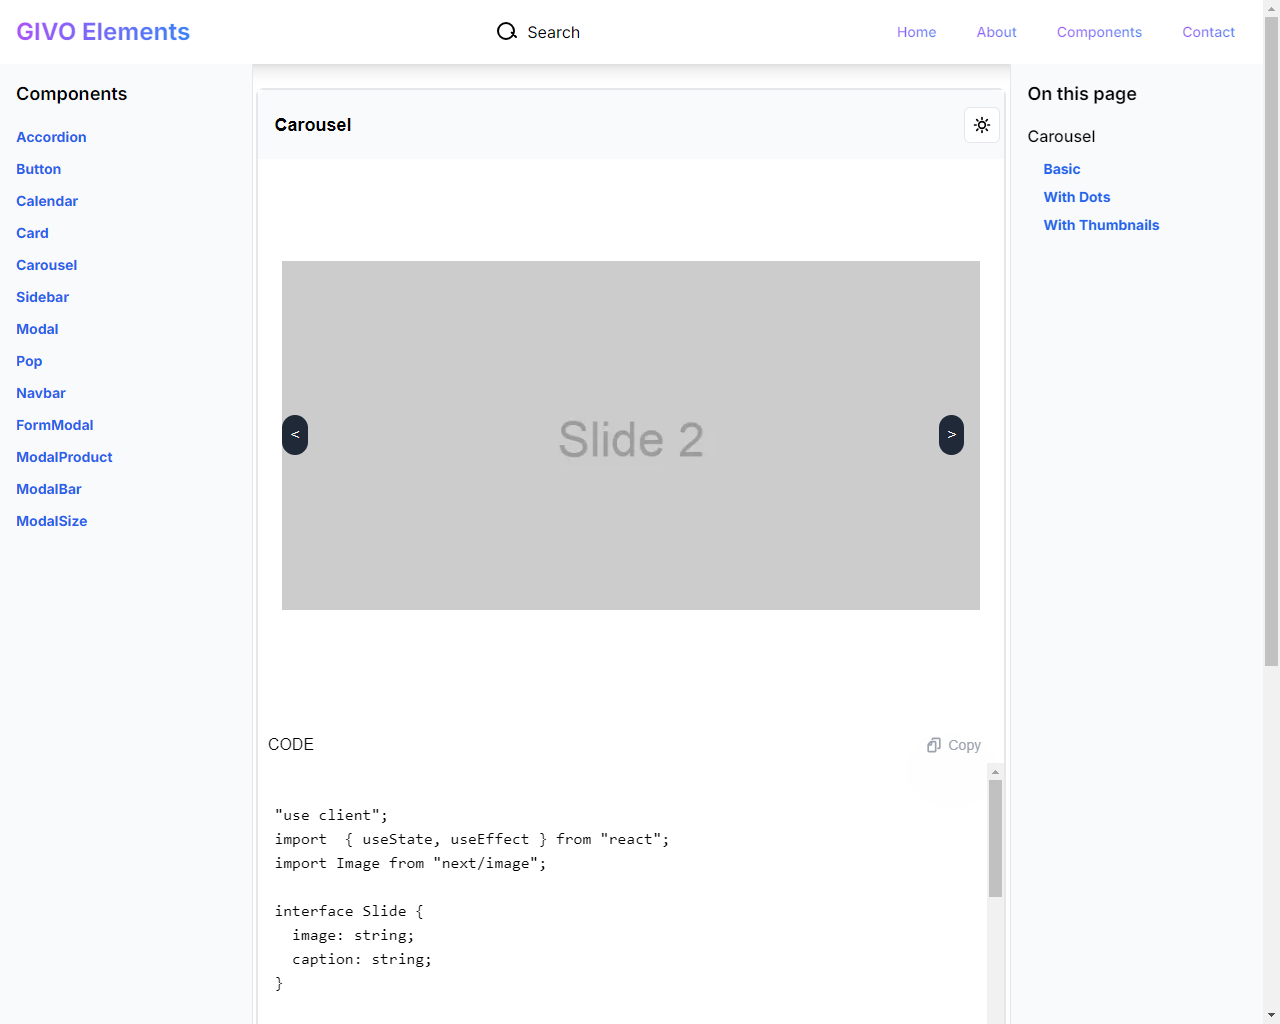 GIVO Elements
Search
Home
About
Components
Contact
Components
Accordion
Button
Calendar
Card
Carousel
Sidebar
Modal
Pop
Navbar
FormModal
ModalProduct
ModalBar
ModalSize
Carousel
<
Slide 2
>
CODE
Copy
"use client";
import  { useState, useEffect } from "react";
import Image from "next/image";
interface Slide {
  image: string;
  caption: string;
}
On this page
Carousel
Basic
With Dots
With Thumbnails